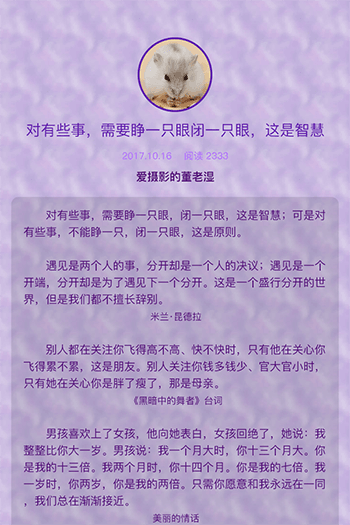 对有些事，需要睁一只眼闭一只眼，这是智慧
2017.10.16 阅读 2333
爱摄影的董老湿
对有些事，需要睁一只眼，闭一只眼，这是智慧；可是对
有些事，不能睁一只，闭一只眼，这是原则。
遇见是两个人的事，分开却是一个人的决议；遇见是一个
开端，分开却是为了遇见下一个分开。这是一个盛行分开的世
界，但是我们都不擅长辞别。
米兰·昆德拉
别人都在关注你飞得高不高、快不快时，只有他在关心你
飞得累不累，这是朋友。别人关注你钱多钱少、官大官小时，
只有她在关心你是胖了瘦了，那是母亲。
《黑暗中的舞者》台词
男孩喜欢上了女孩，他向她表白，女孩回绝了，她说：我
整整比你大一岁。男孩说：我一个月大时，你十三个月大。你
是我的十三倍。我两个月时，你十四个月。你是我的七倍。我
一岁时，你两岁，你是我的两倍。只需你愿意和我永远在一同
，我们总在渐渐接近。
美丽的情话